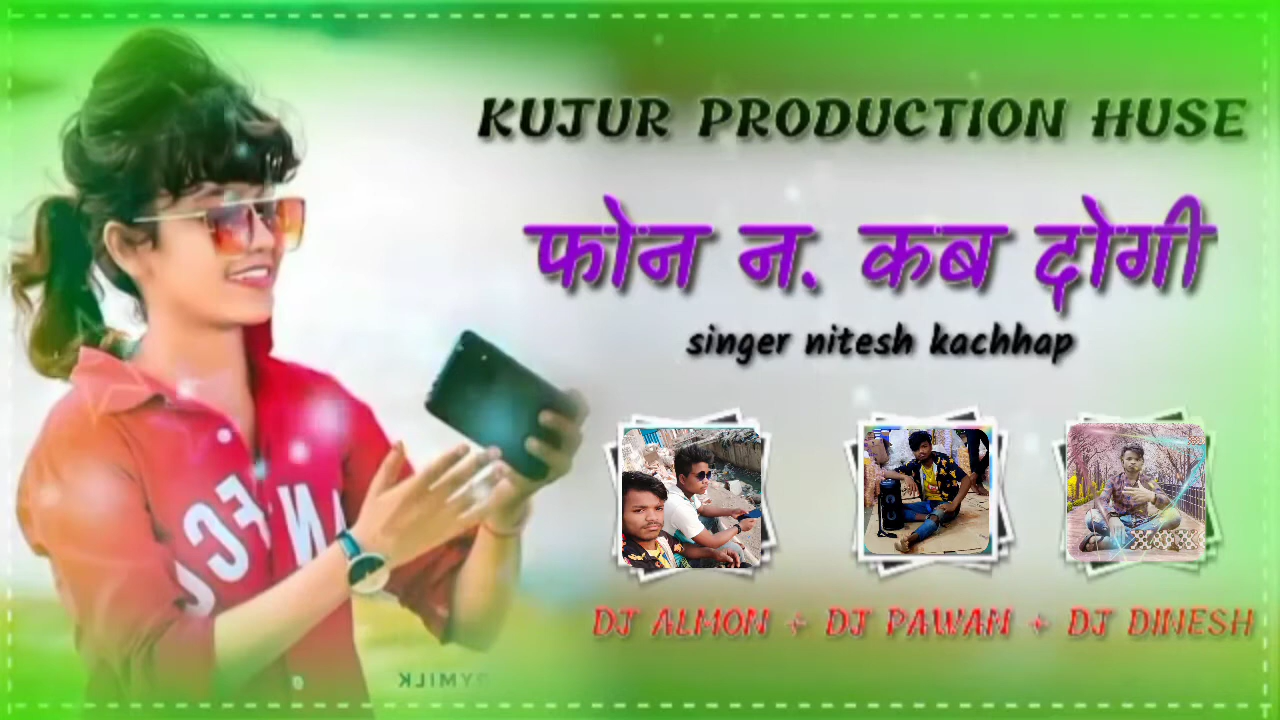 KUJUR PRODUCTION HUSE
फोन न. कब दोगी
singer nitesh kachhap
DJ ALMON + DJ PAWAN + DJ DINESH